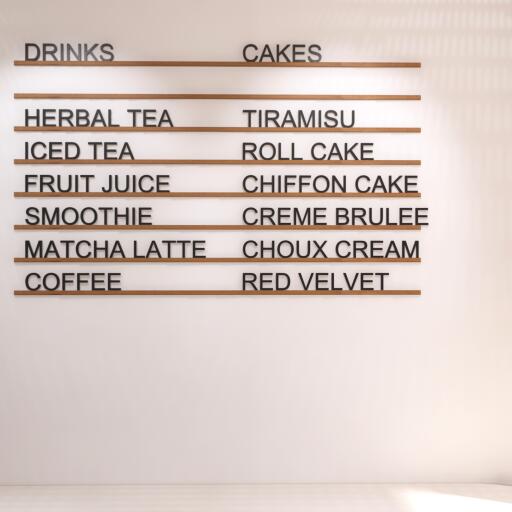 DRINKS CAKES
HERBAL TEA TIRAMISU
ICED TEA ROLL CAKE
FRUIT JUICE CHIFFON CAKE
SMOOTHIE CREME BRULEE
MATCHA LATTE CHOUX CREAM
COFFEE RED VELVET